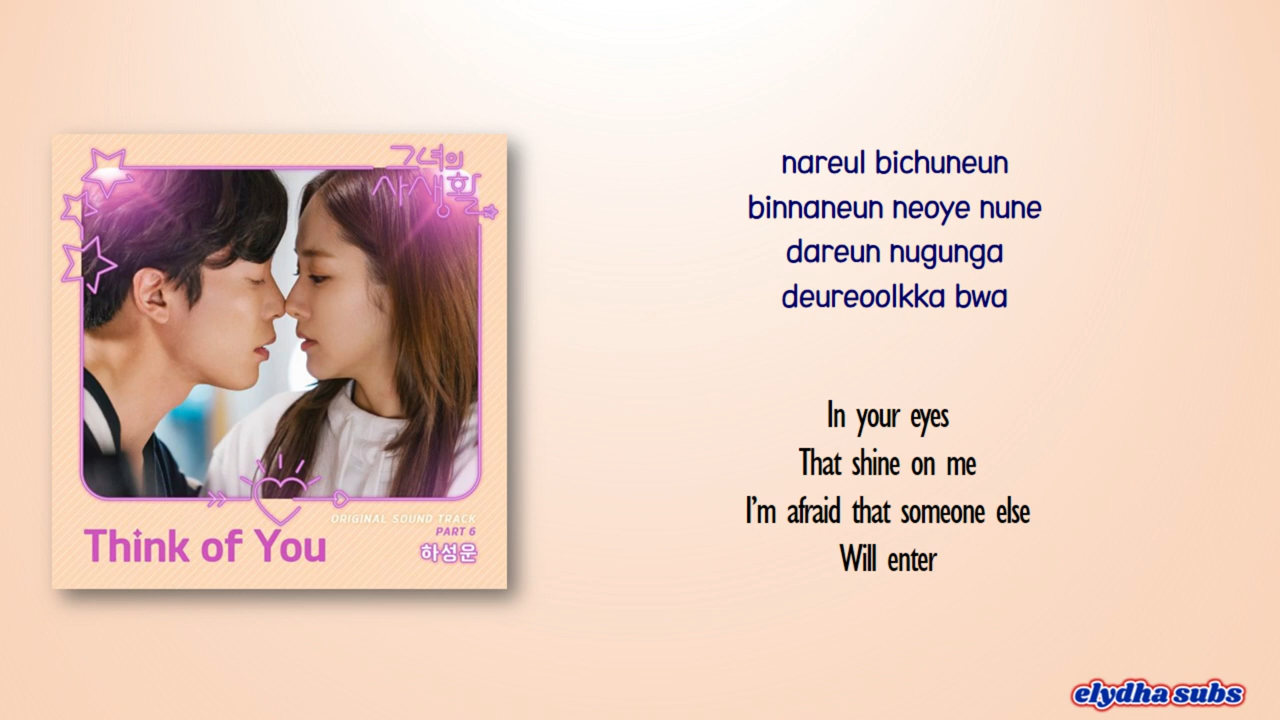 그녀의
사생활
ORIGINAL SOUND TRACK
PART 6
Think of You
하성운
nareul bichuneun
binnaneun neoye nune
dareun nugunga
deureoolkka bwa
In your eyes
That shine on me
I'm afraid that someone else
Will enter
elydha subs